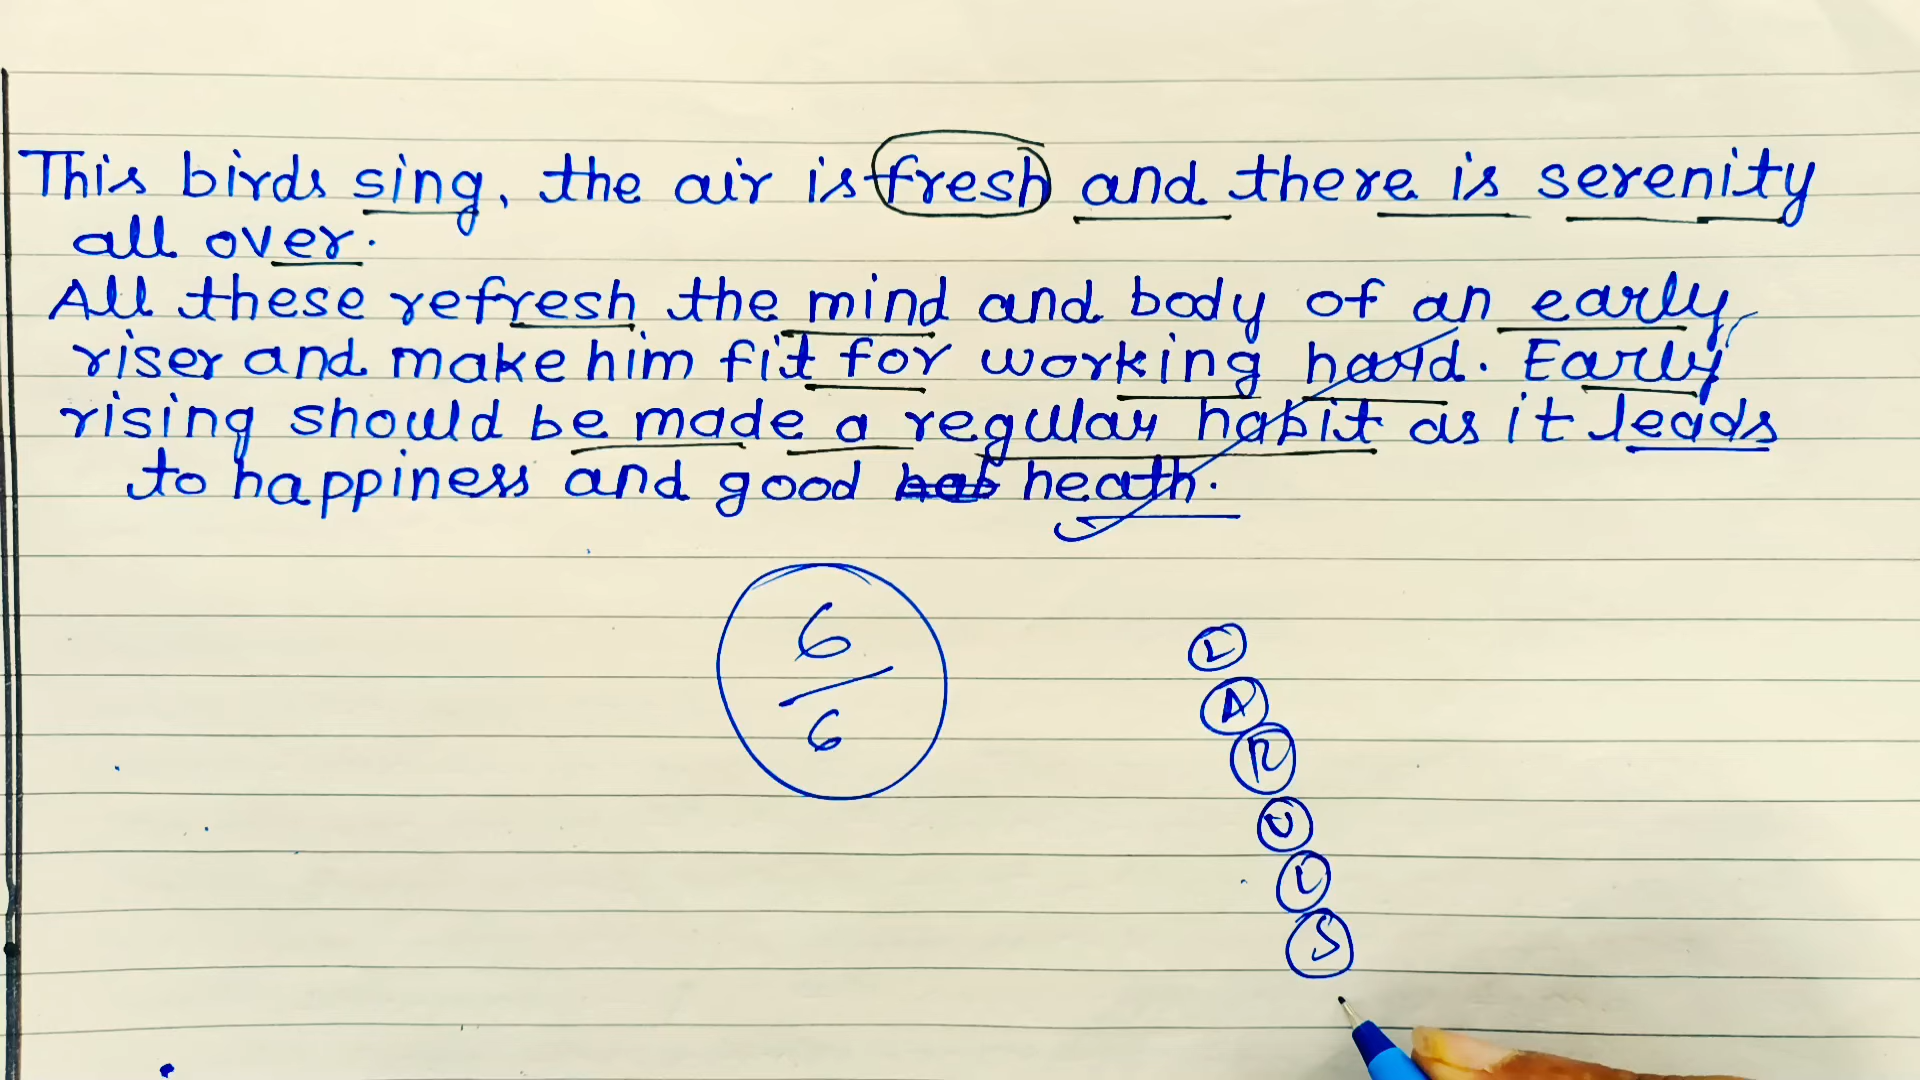 This birds sing, the air is fresh and there is serenity
all over.
All these refresh the mind and body of an early
riser and make him fit for working hard. Early
rising should be made a regular habit as it leads
to happiness and good heath.
6
6
L
A
R
U
L
S